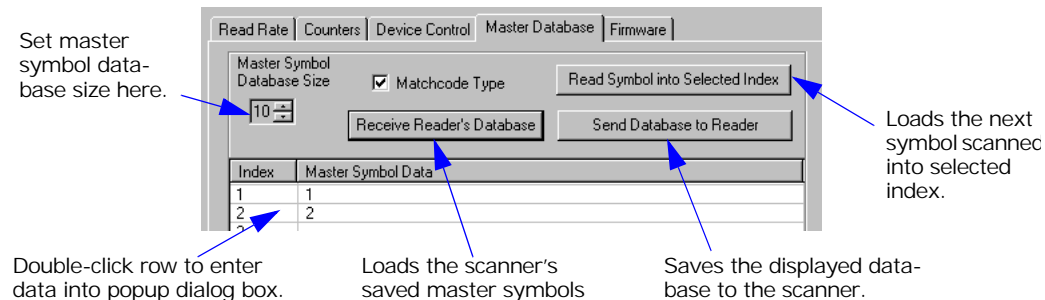 Read Rate Counters Device Control Master Database Firmware
Set master
symbol data-
base size here.
Master Symbol
Database Size
10
Matchcode Type
Read Symbol into Selected Index
Receive Reader's Database
Send Database to Reader
Loads the next
symbol scanned
into selected
index.
Index Master Symbol Data
1 1
2 2
Double-click row to enter
data into popup dialog box.
Loads the scanner's
saved master symbols
Saves the displayed data-
base to the scanner.